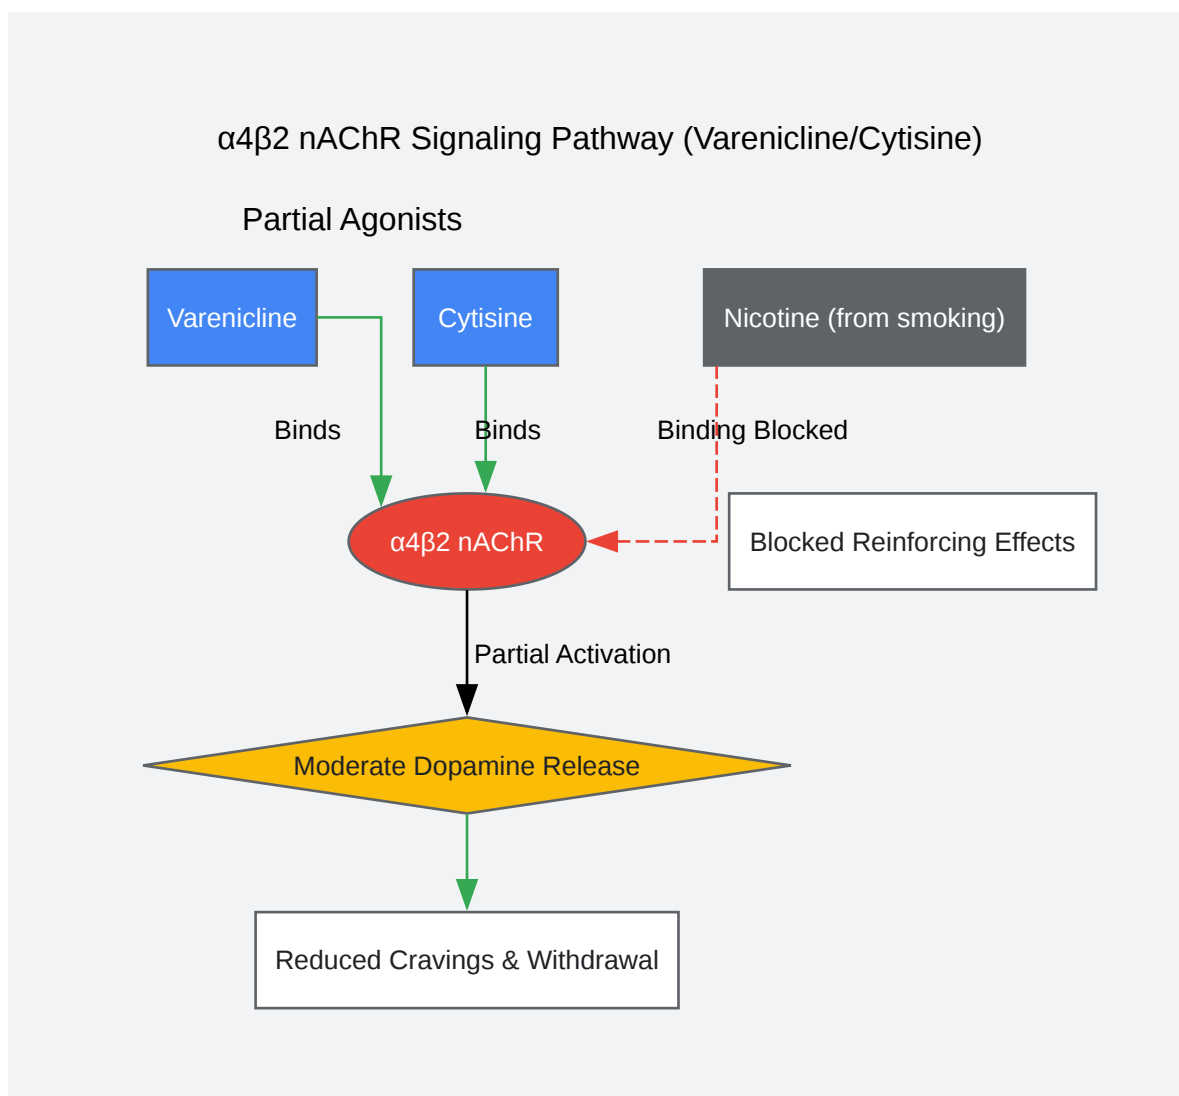 α4β2 nAChR Signaling Pathway (Varenicline/Cytisine)
Partial Agonists
Varenicline
Cytisine
Nicotine (from smoking)
Binds
Binds
Binding Blocked
α4β2 nAChR
Blocked Reinforcing Effects
Partial Activation
Moderate Dopamine Release
Reduced Cravings & Withdrawal